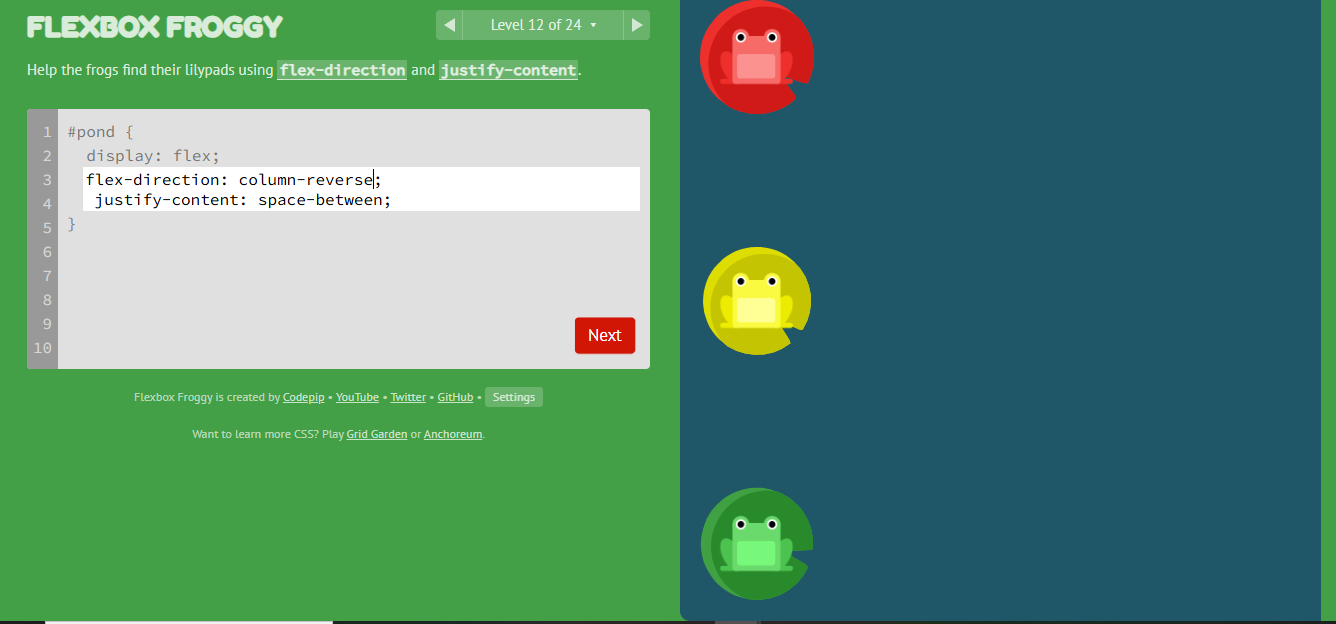 FLEXBOX FROGGY
Level 12 of 24
Help the frogs find their lilypads using flex-direction and justify-content.
1 #pond {
2 display: flex;
3 flex-direction: column-reverse;
4 justify-content: space-between;
5 }
6
7
8
9
10
Next
Flexbox Froggy is created by Codepip • YouTube • Twitter • GitHub • Settings
Want to learn more CSS? Play Grid Garden or Anchoreum.